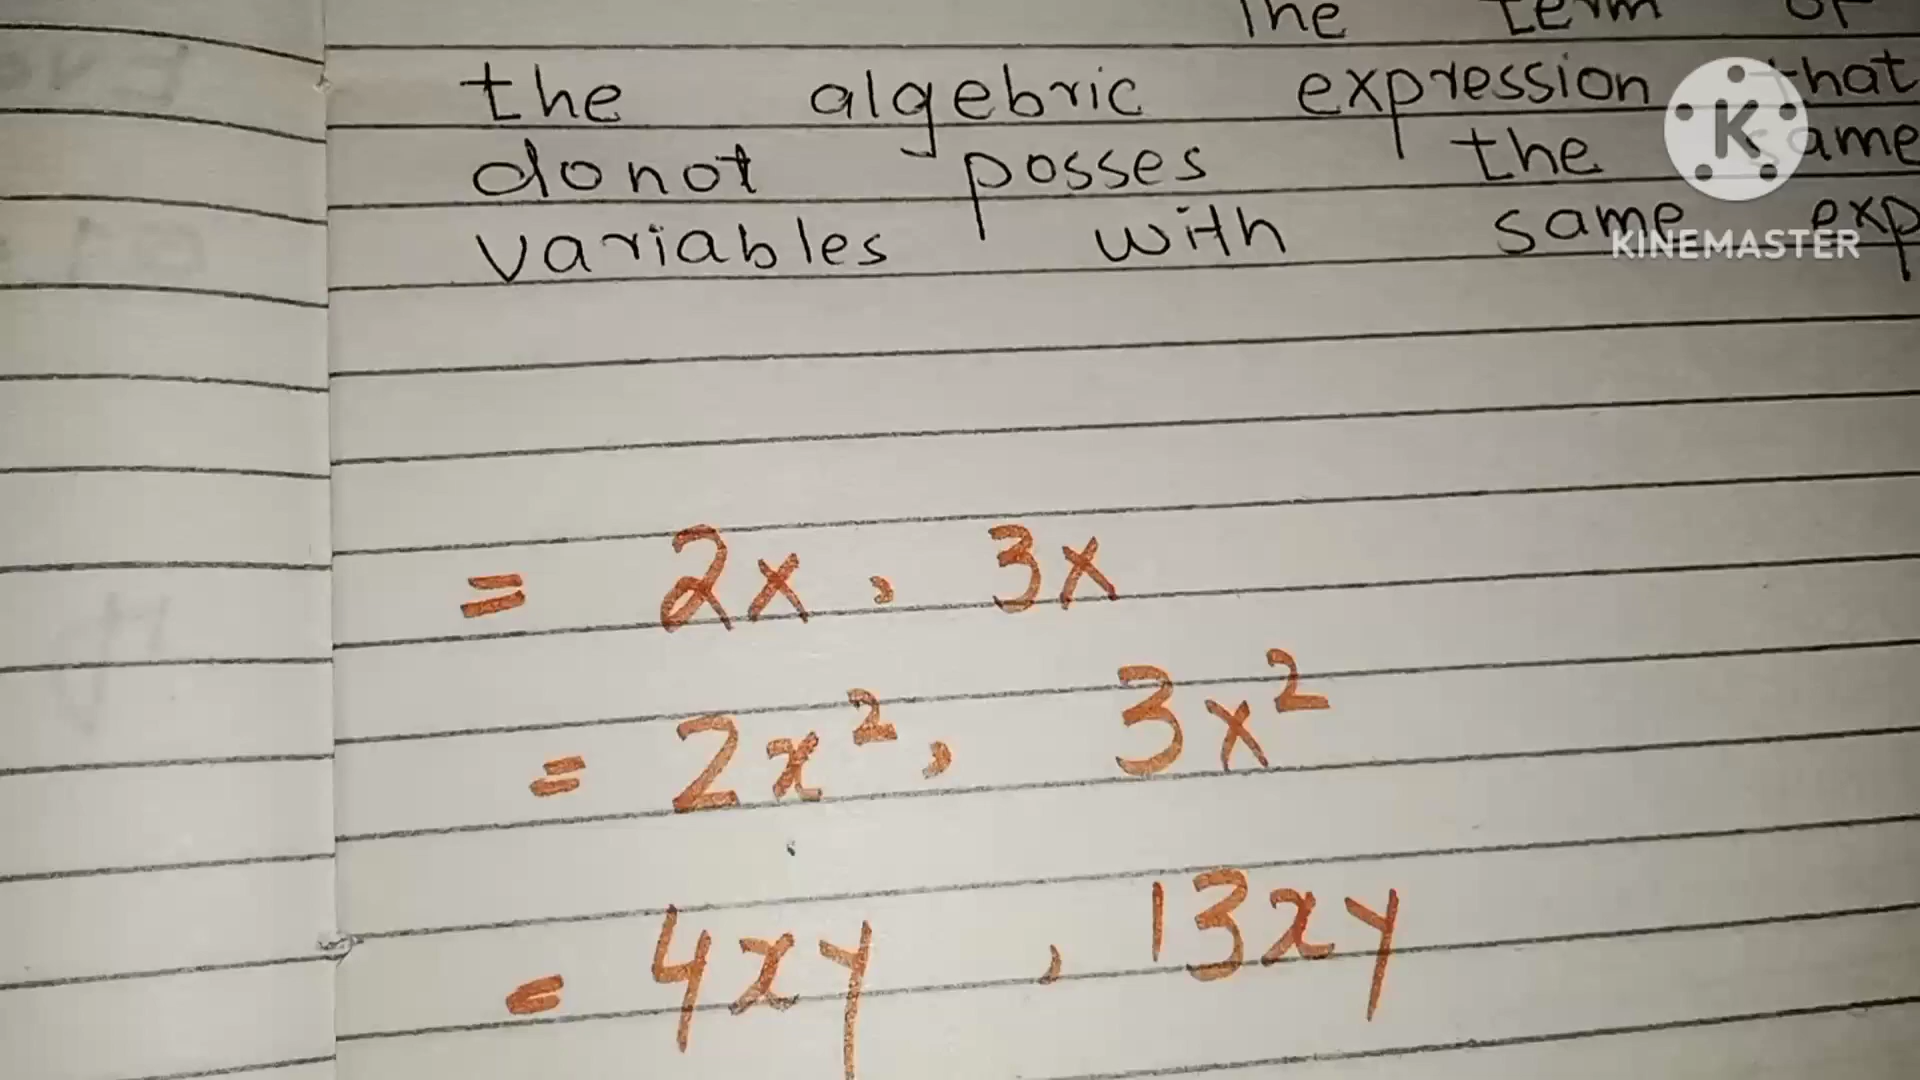 The term of
the algebric expression that
donot posses the same
variables with same exp
K
KINEMASTER
= 2x, 3x
= 2x², 3x²
= 4xy, 13xy